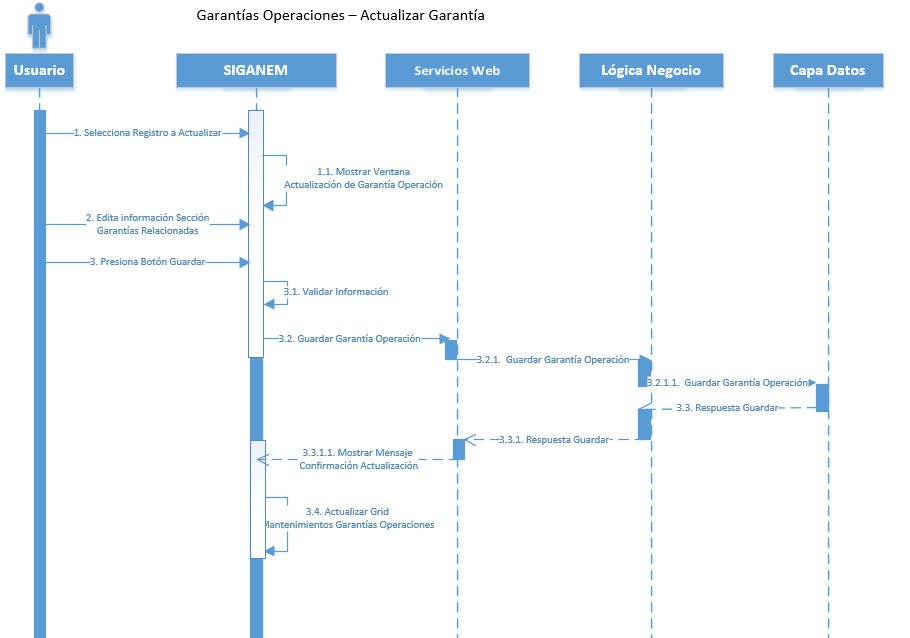 Garantías Operaciones – Actualizar Garantía
Usuario
SIGANEM
Servicios Web
Lógica Negocio
Capa Datos
1. Selecciona Registro a Actualizar
1.1. Mostrar Ventana
Actualización de Garantía Operación
2. Edita información Sección
Garantías Relacionadas
3. Presiona Botón Guardar
3.1. Validar Información
3.2. Guardar Garantía Operación
3.2.1. Guardar Garantía Operación
3.2.1.1. Guardar Garantía Operación
3.3. Respuesta Guardar
3.3.1. Respuesta Guardar
3.3.1.1. Mostrar Mensaje
Confirmación Actualización
3.4. Actualizar Grid
Mantenimientos Garantías Operaciones